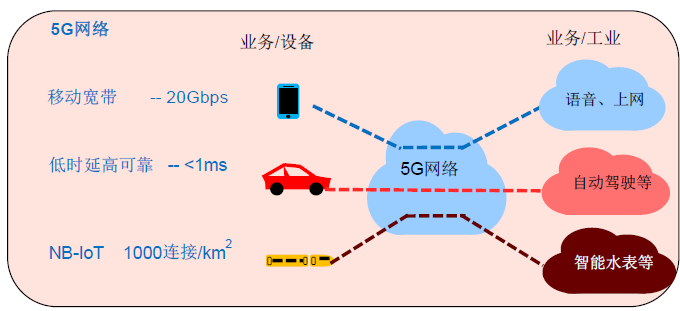 5G网络
业务/设备
业务/工业
移动宽带 -- 20Gbps
语音、上网
低时延高可靠 -- <1ms
5G网络
自动驾驶等
NB-IoT 1000连接/km²
智能水表等